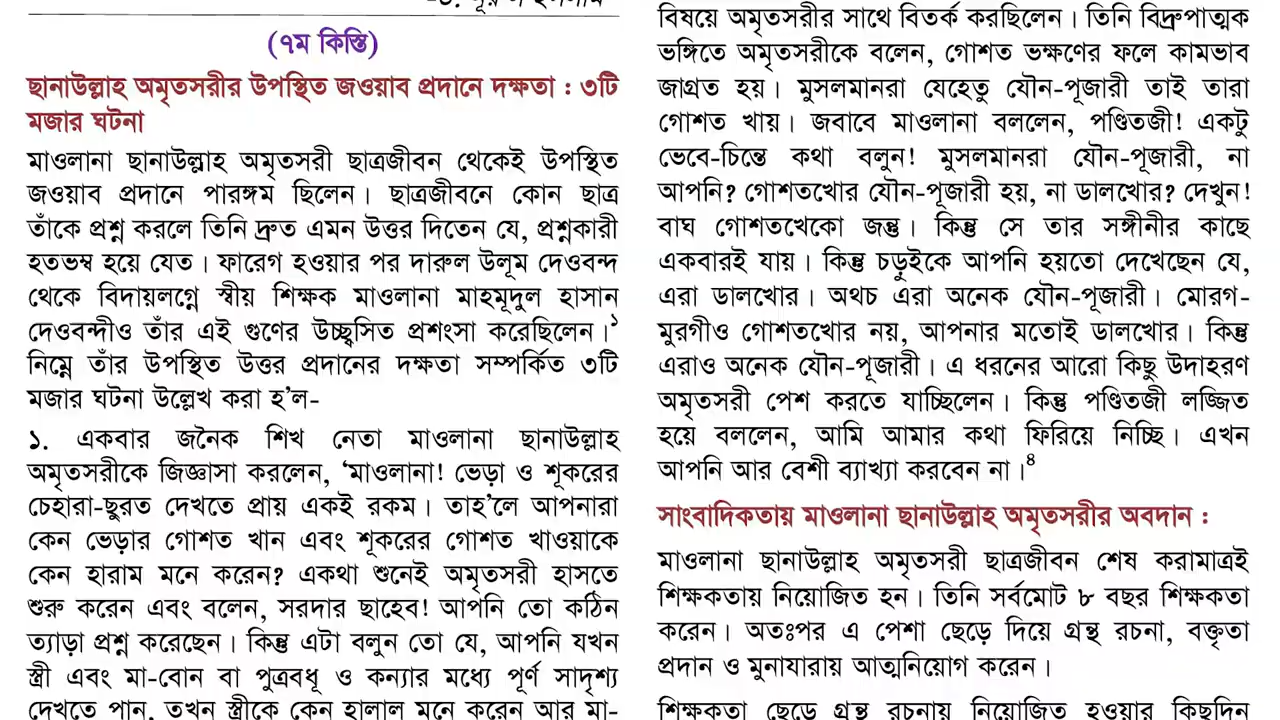 (৭ম কিস্তি)
ছানাউল্লাহ অমৃতসরীর উপস্থিত জওয়াব প্রদানে দক্ষতা : ৩টি
মজার ঘটনা
মাওলানা ছানাউল্লাহ অমৃতসরী ছাত্রজীবন থেকেই উপস্থিত
জওয়াব প্রদানে পারঙ্গম ছিলেন। ছাত্রজীবনে কোন ছাত্র
তাঁকে প্রশ্ন করলে তিনি দ্রুত এমন উত্তর দিতেন যে, প্রশ্নকারী
হতভম্ব হয়ে যেত। ফারেগ হওয়ার পর দারুল উলূম দেওবন্দ
থেকে বিদায়লগ্নে স্বীয় শিক্ষক মাওলানা মাহমূদুল হাসান
দেওবন্দীও তাঁর এই গুণের উচ্ছ্বসিত প্রশংসা করেছিলেন।১
নিম্নে তাঁর উপস্থিত উত্তর প্রদানের দক্ষতা সম্পর্কিত ৩টি
মজার ঘটনা উল্লেখ করা হ’ল-
১. একবার জনৈক শিখ নেতা মাওলানা ছানাউল্লাহ
অমৃতসরীকে জিজ্ঞাসা করলেন, ‘মাওলানা! ভেড়া ও শূকরের
চেহারা-ছুরত দেখতে প্রায় একই রকম। তাহ’লে আপনারা
কেন ভেড়ার গোশত খান এবং শূকরের গোশত খাওয়াকে
কেন হারাম মনে করেন? একথা শুনেই অমৃতসরী হাসতে
শুরু করেন এবং বলেন, সরদার ছাহেব! আপনি তো কঠিন
ত্যাড়া প্রশ্ন করেছেন। কিন্তু এটা বলুন তো যে, আপনি যখন
স্ত্রী এবং মা-বোন বা পুত্রবধূ ও কন্যার মধ্যে পূর্ণ সাদৃশ্য
দেখতে পান, তখন স্ত্রীকে কেন হালাল মনে করেন আর মা-
বিষয়ে অমৃতসরীর সাথে বিতর্ক করছিলেন। তিনি বিদ্রুপাত্মক
ভঙ্গিতে অমৃতসরীকে বলেন, গোশত ভক্ষণের ফলে কামভাব
জাগ্রত হয়। মুসলমানরা যেহেতু যৌন-পূজারী তাই তারা
গোশত খায়। জবাবে মাওলানা বললেন, পণ্ডিতজী! একটু
ভেবে-চিন্তে কথা বলুন! মুসলমানরা যৌন-পূজারী, না
আপনি? গোশতখোর যৌন-পূজারী হয়, না ডালখোর? দেখুন!
বাঘ গোশতখেকো জন্তু। কিন্তু সে তার সঙ্গীনীর কাছে
একবারই যায়। কিন্তু চড়ুইকে আপনি হয়তো দেখেছেন যে,
এরা ডালখোর। অথচ এরা অনেক যৌন-পূজারী। মোরগ-
মুরগীও গোশতখোর নয়, আপনার মতোই ডালখোর। কিন্তু
এরাও অনেক যৌন-পূজারী। এ ধরনের আরো কিছু উদাহরণ
অমৃতসরী পেশ করতে যাচ্ছিলেন। কিন্তু পণ্ডিতজী লজ্জিত
হয়ে বললেন, আমি আমার কথা ফিরিয়ে নিচ্ছি। এখন
আপনি আর বেশী ব্যাখ্যা করবেন না।৪
সাংবাদিকতায় মাওলানা ছানাউল্লাহ অমৃতসরীর অবদান :
মাওলানা ছানাউল্লাহ অমৃতসরী ছাত্রজীবন শেষ করামাত্রই
শিক্ষকতায় নিয়োজিত হন। তিনি সর্বমোট ৮ বছর শিক্ষকতা
করেন। অতঃপর এ পেশা ছেড়ে দিয়ে গ্রন্থ রচনা, বক্তৃতা
প্রদান ও মুনাযারায় আত্মনিয়োগ করেন।
শিক্ষকতা ছেড়ে গ্রন্থ রচনায় নিয়োজিত হওয়ার কিছুদিন